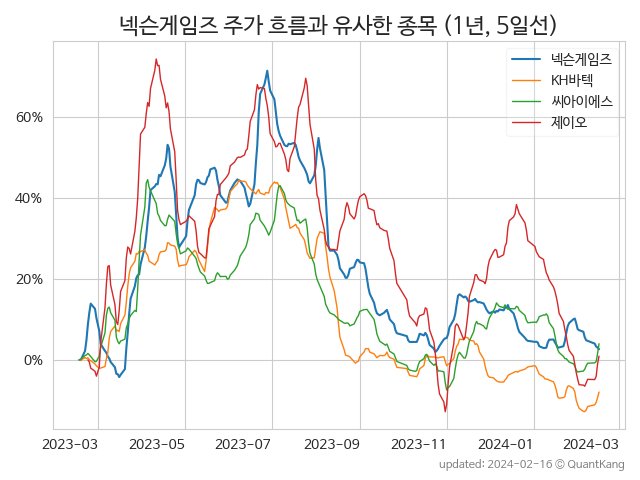 넥슨게임즈 주가 흐름과 유사한 종목 (1년, 5일선)
넥슨게임즈
KH바텍
씨아이에스
제이오
60%
40%
20%
0%
2023-03 2023-05 2023-07 2023-09 2023-11 2024-01 2024-03
updated: 2024-02-16 ⓒ QuantKang